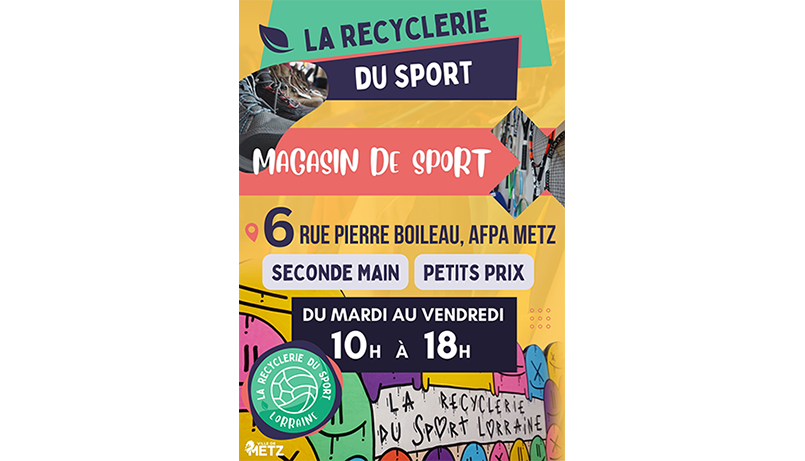 LA RECYCLERIE
DU SPORT
MAGASIN DE SPORT
6 RUE PIERRE BOILEAU, AFPA METZ
SECONDE MAIN PETITS PRIX
DU MARDI AU VENDREDI
10H À 18H
LA RECYCLERIE DU SPORT
LORRAINE
LA RECYCLERIE
DU SPORT LORRAINE
VILLE DE
METZ